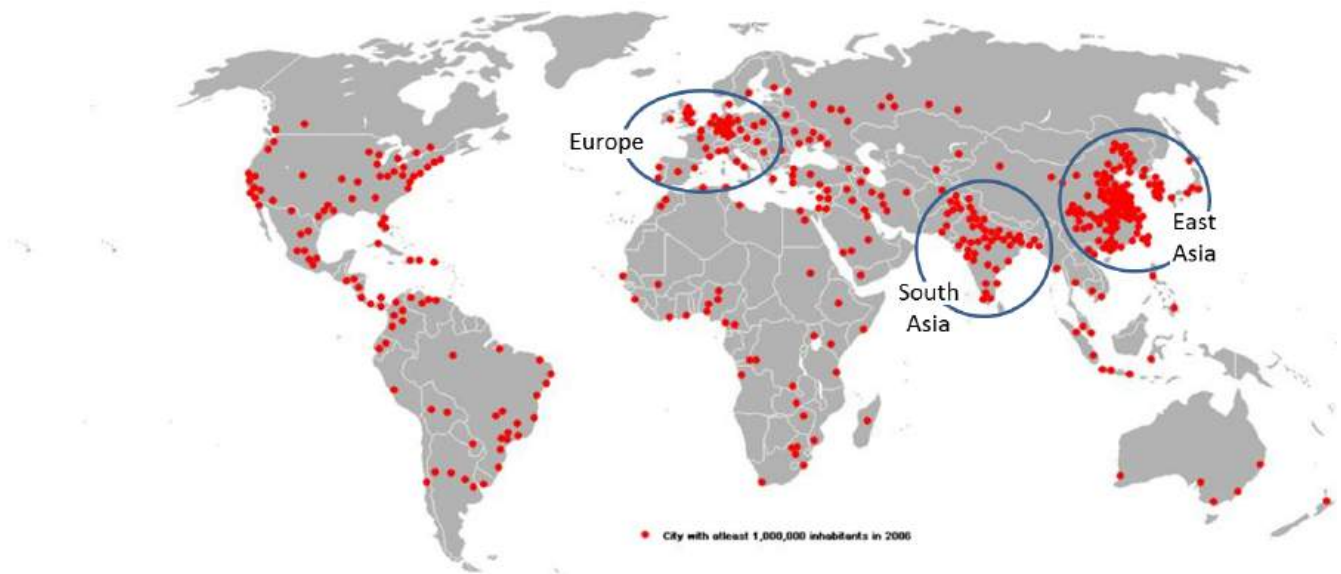 Europe
East
Asia
South
Asia
City with atleast 1,000,000 inhabitants in 2006